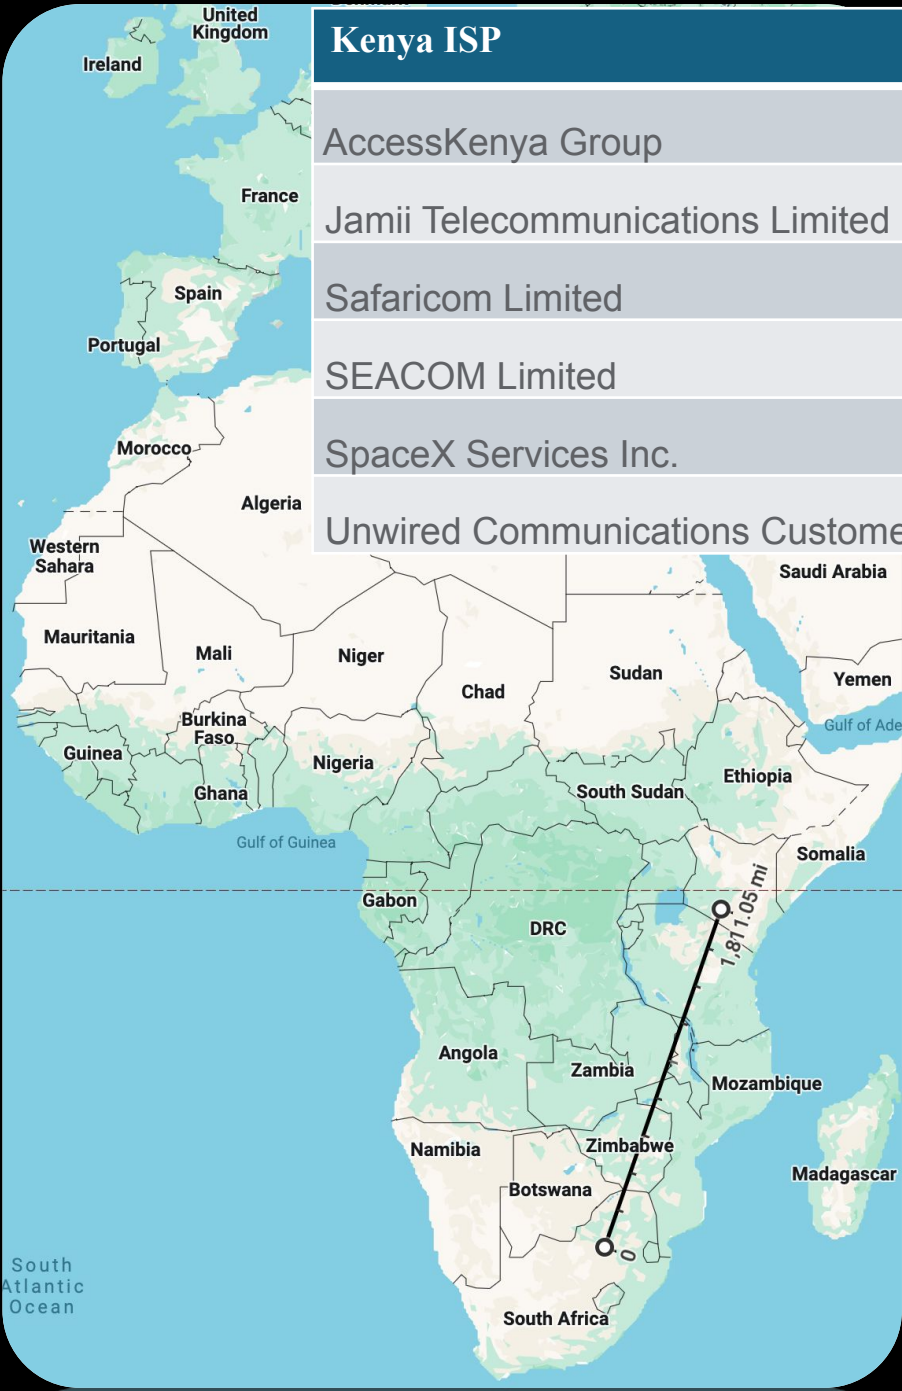 United
Kingdom
Ireland
Kenya ISP
AccessKenya Group
France
Jamii Telecommunications Limited
Spain
Safaricom Limited
Portugal
SEACOM Limited
Morocco
SpaceX Services Inc.
Algeria
Unwired Communications Custome
Western
Sahara
Saudi Arabia
Mauritania
Mali
Niger
Chad
Sudan
Yemen
Burkina
Faso
Gulf of Ade
Guinea
Nigeria
Ethiopia
Ghana
South Sudan
Gulf of Guinea
Somalia
Gabon
1,811.05 mi
DRC
Angola
Zambia
Mozambique
Namibia
Zimbabwe
Madagascar
Botswana
0
South
Atlantic
Ocean
South Africa